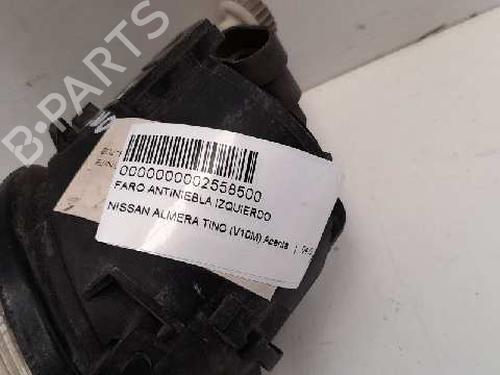 B-PARTS
0000000002558500
FARO ANTINIEBLA IZQUIERDO
NISSAN ALMERA TINO (V10M) Acenta |